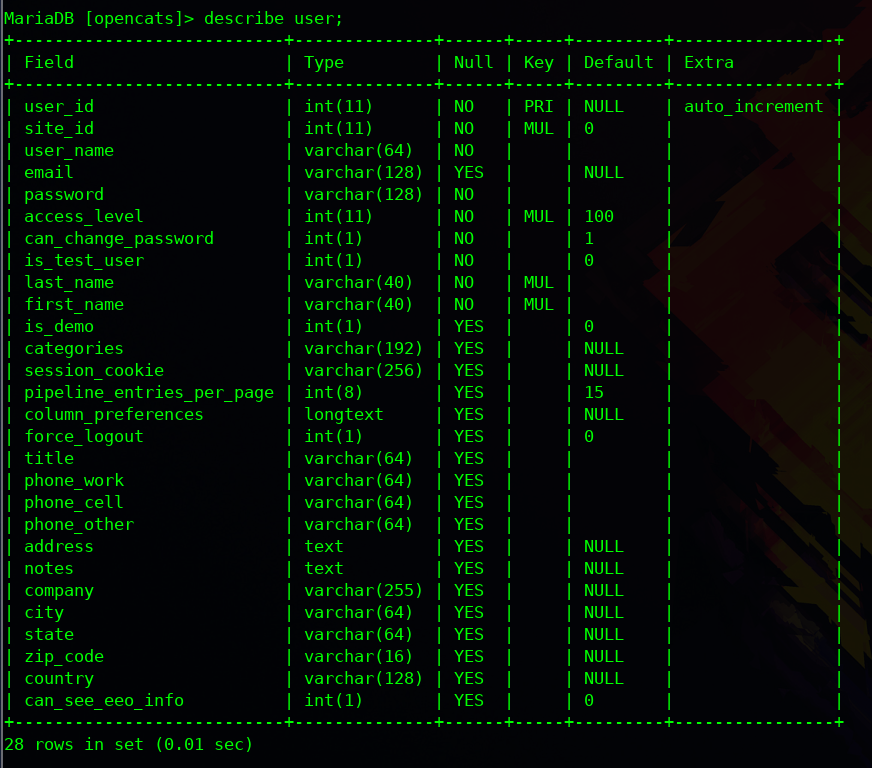 MariaDB [opencats]> describe user;
+---------------------------+--------------+------+-----+---------+----------------+
| Field                     | Type         | Null | Key | Default | Extra          |
+---------------------------+--------------+------+-----+---------+----------------+
| user_id                   | int(11)      | NO   | PRI | NULL    | auto_increment |
| site_id                   | int(11)      | NO   | MUL | 0       |                |
| user_name                 | varchar(64)  | NO   |     |         |                |
| email                     | varchar(128) | YES  |     | NULL    |                |
| password                  | varchar(128) | NO   |     |         |                |
| access_level              | int(11)      | NO   | MUL | 100     |                |
| can_change_password       | int(1)       | NO   |     | 1       |                |
| is_test_user              | int(1)       | NO   |     | 0       |                |
| last_name                 | varchar(40)  | NO   | MUL |         |                |
| first_name                | varchar(40)  | NO   | MUL |         |                |
| is_demo                   | int(1)       | YES  |     | 0       |                |
| categories                | varchar(192) | YES  |     | NULL    |                |
| session_cookie            | varchar(256) | YES  |     | NULL    |                |
| pipeline_entries_per_page | int(8)       | YES  |     | 15      |                |
| column_preferences        | longtext     | YES  |     | NULL    |                |
| force_logout              | int(1)       | YES  |     | 0       |                |
| title                     | varchar(64)  | YES  |     |         |                |
| phone_work                | varchar(64)  | YES  |     |         |                |
| phone_cell                | varchar(64)  | YES  |     |         |                |
| phone_other               | varchar(64)  | YES  |     |         |                |
| address                   | text         | YES  |     | NULL    |                |
| notes                     | text         | YES  |     | NULL    |                |
| company                   | varchar(255) | YES  |     | NULL    |                |
| city                      | varchar(64)  | YES  |     | NULL    |                |
| state                     | varchar(64)  | YES  |     | NULL    |                |
| zip_code                  | varchar(16)  | YES  |     | NULL    |                |
| country                   | varchar(128) | YES  |     | NULL    |                |
| can_see_eeo_info          | int(1)       | YES  |     | 0       |                |
+---------------------------+--------------+------+-----+---------+----------------+
28 rows in set (0.01 sec)